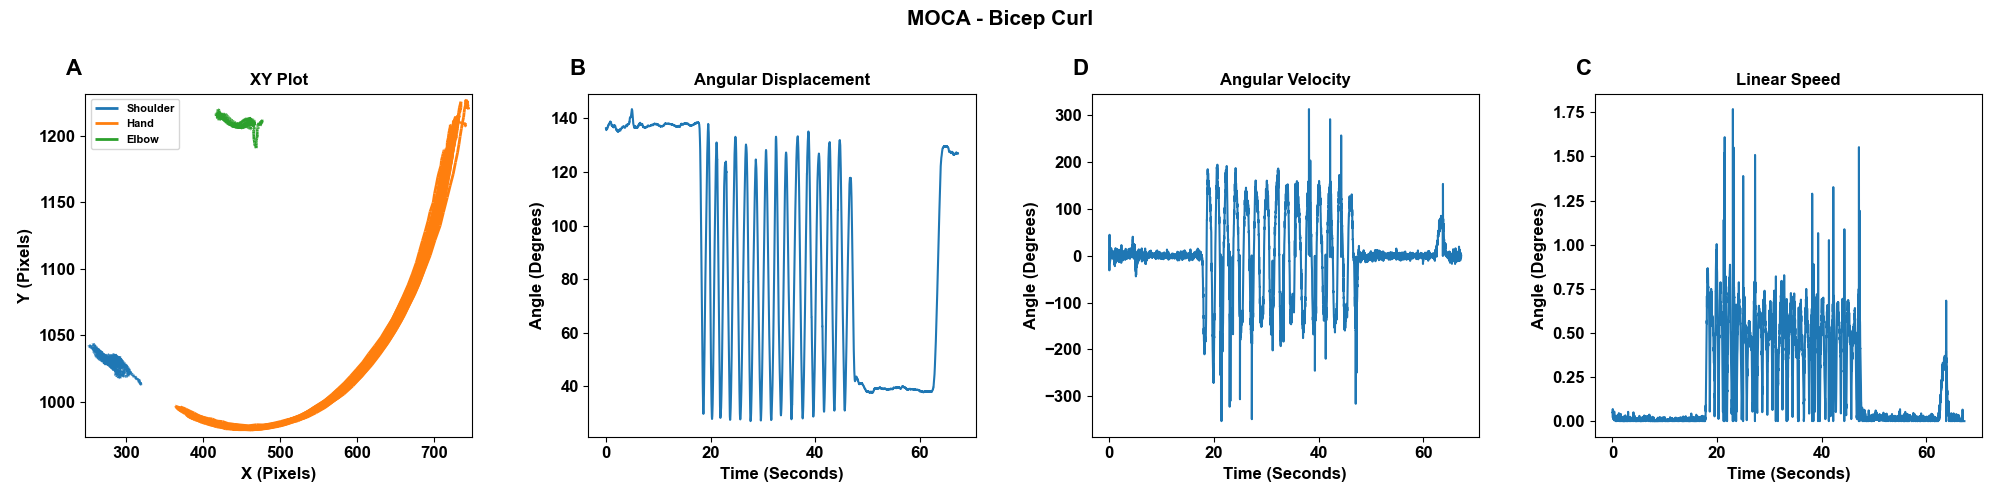 MOCA - Bicep Curl
A
XY Plot
Shoulder
Hand
Elbow
1200
1150
1100
1050
1000
Y (Pixels)
300 400 500 600 700
X (Pixels)
B
Angular Displacement
140
120
100
80
60
40
Angle (Degrees)
0 20 40 60
Time (Seconds)
D
Angular Velocity
300
200
100
0
−100
−200
−300
Angle (Degrees)
0 20 40 60
Time (Seconds)
C
Linear Speed
1.75
1.50
1.25
1.00
0.75
0.50
0.25
0.00
Angle (Degrees)
0 20 40 60
Time (Seconds)